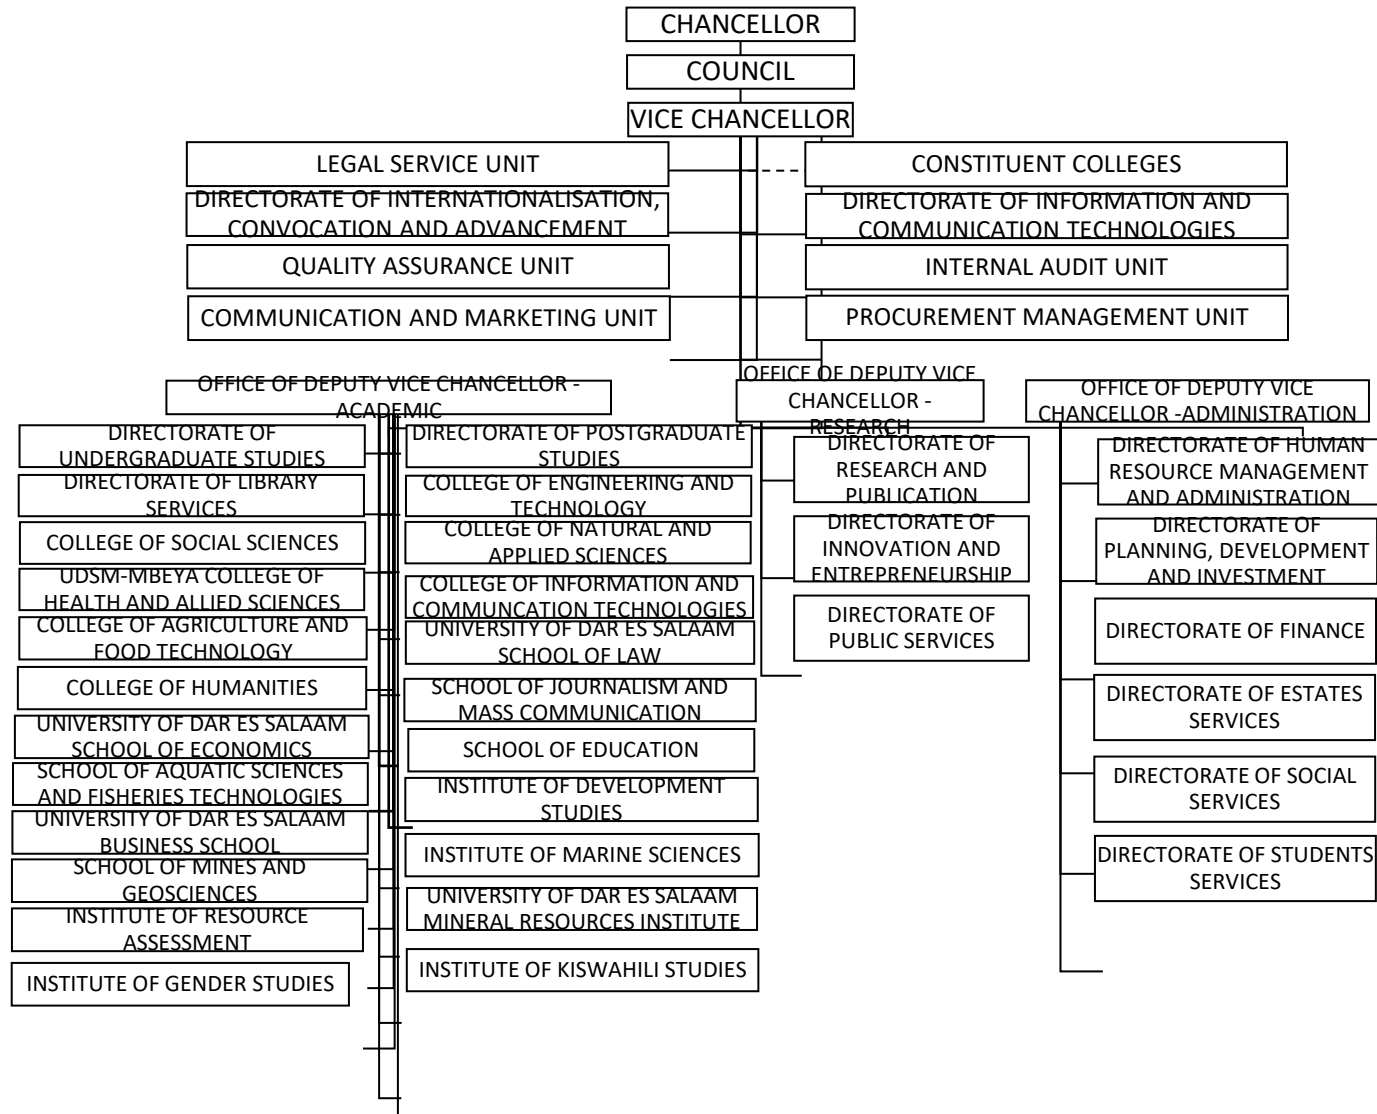 CHANCELLOR
COUNCIL
VICE CHANCELLOR
LEGAL SERVICE UNIT
CONSTITUENT COLLEGES
DIRECTORATE OF INTERNATIONALISATION,
CONVOCATION AND ADVANCEMENT
DIRECTORATE OF INFORMATION AND
COMMUNICATION TECHNOLOGIES
QUALITY ASSURANCE UNIT
INTERNAL AUDIT UNIT
COMMUNICATION AND MARKETING UNIT
PROCUREMENT MANAGEMENT UNIT
OFFICE OF DEPUTY VICE CHANCELLOR -
ACADEMIC
DIRECTORATE OF
UNDERGRADUATE STUDIES
DIRECTORATE OF LIBRARY
SERVICES
COLLEGE OF SOCIAL SCIENCES
UDSM-MBEYA COLLEGE OF
HEALTH AND ALLIED SCIENCES
COLLEGE OF AGRICULTURE AND
FOOD TECHNOLOGY
COLLEGE OF HUMANITIES
UNIVERSITY OF DAR ES SALAAM
SCHOOL OF ECONOMICS
SCHOOL OF AQUATIC SCIENCES
AND FISHERIES TECHNOLOGIES
UNIVERSITY OF DAR ES SALAAM
BUSINESS SCHOOL
SCHOOL OF MINES AND
GEOSCIENCES
INSTITUTE OF RESOURCE
ASSESSMENT
INSTITUTE OF GENDER STUDIES
DIRECTORATE OF POSTGRADUATE
STUDIES
COLLEGE OF ENGINEERING AND
TECHNOLOGY
COLLEGE OF NATURAL AND
APPLIED SCIENCES
COLLEGE OF INFORMATION AND
COMMUNCATION TECHNOLOGIES
UNIVERSITY OF DAR ES SALAAM
SCHOOL OF LAW
SCHOOL OF JOURNALISM AND
MASS COMMUNICATION
SCHOOL OF EDUCATION
INSTITUTE OF DEVELOPMENT
STUDIES
INSTITUTE OF MARINE SCIENCES
UNIVERSITY OF DAR ES SALAAM
MINERAL RESOURCES INSTITUTE
INSTITUTE OF KISWAHILI STUDIES
OFFICE OF DEPUTY VICE
CHANCELLOR -
RESEARCH
DIRECTORATE OF
RESEARCH AND
PUBLICATION
DIRECTORATE OF
INNOVATION AND
ENTREPRENEURSHIP
DIRECTORATE OF
PUBLIC SERVICES
OFFICE OF DEPUTY VICE
CHANCELLOR -ADMINISTRATION
DIRECTORATE OF HUMAN
RESOURCE MANAGEMENT
AND ADMINISTRATION
DIRECTORATE OF
PLANNING, DEVELOPMENT
AND INVESTMENT
DIRECTORATE OF FINANCE
DIRECTORATE OF ESTATES
SERVICES
DIRECTORATE OF SOCIAL
SERVICES
DIRECTORATE OF STUDENTS
SERVICES